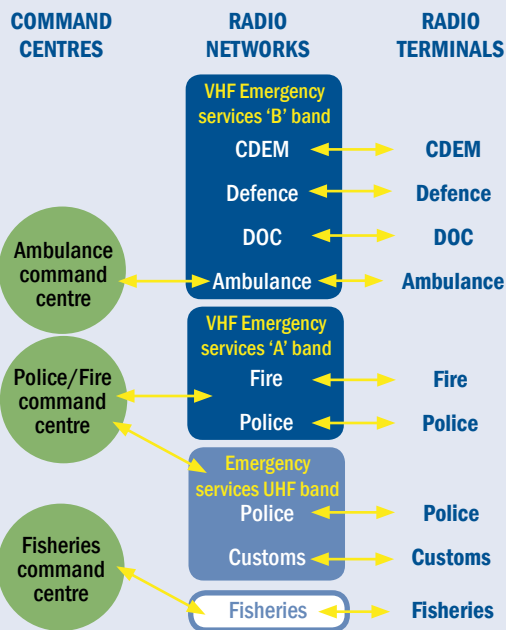 COMMAND
CENTRES
RADIO
NETWORKS
RADIO
TERMINALS
VHF Emergency
services ‘B’ band
CDEM
CDEM
Defence
Defence
DOC
DOC
Ambulance
command
centre
Ambulance
Ambulance
VHF Emergency
services ‘A’ band
Police/Fire
command
centre
Fire
Fire
Police
Police
Emergency
services UHF band
Police
Police
Customs
Customs
Fisheries
command
centre
Fisheries
Fisheries